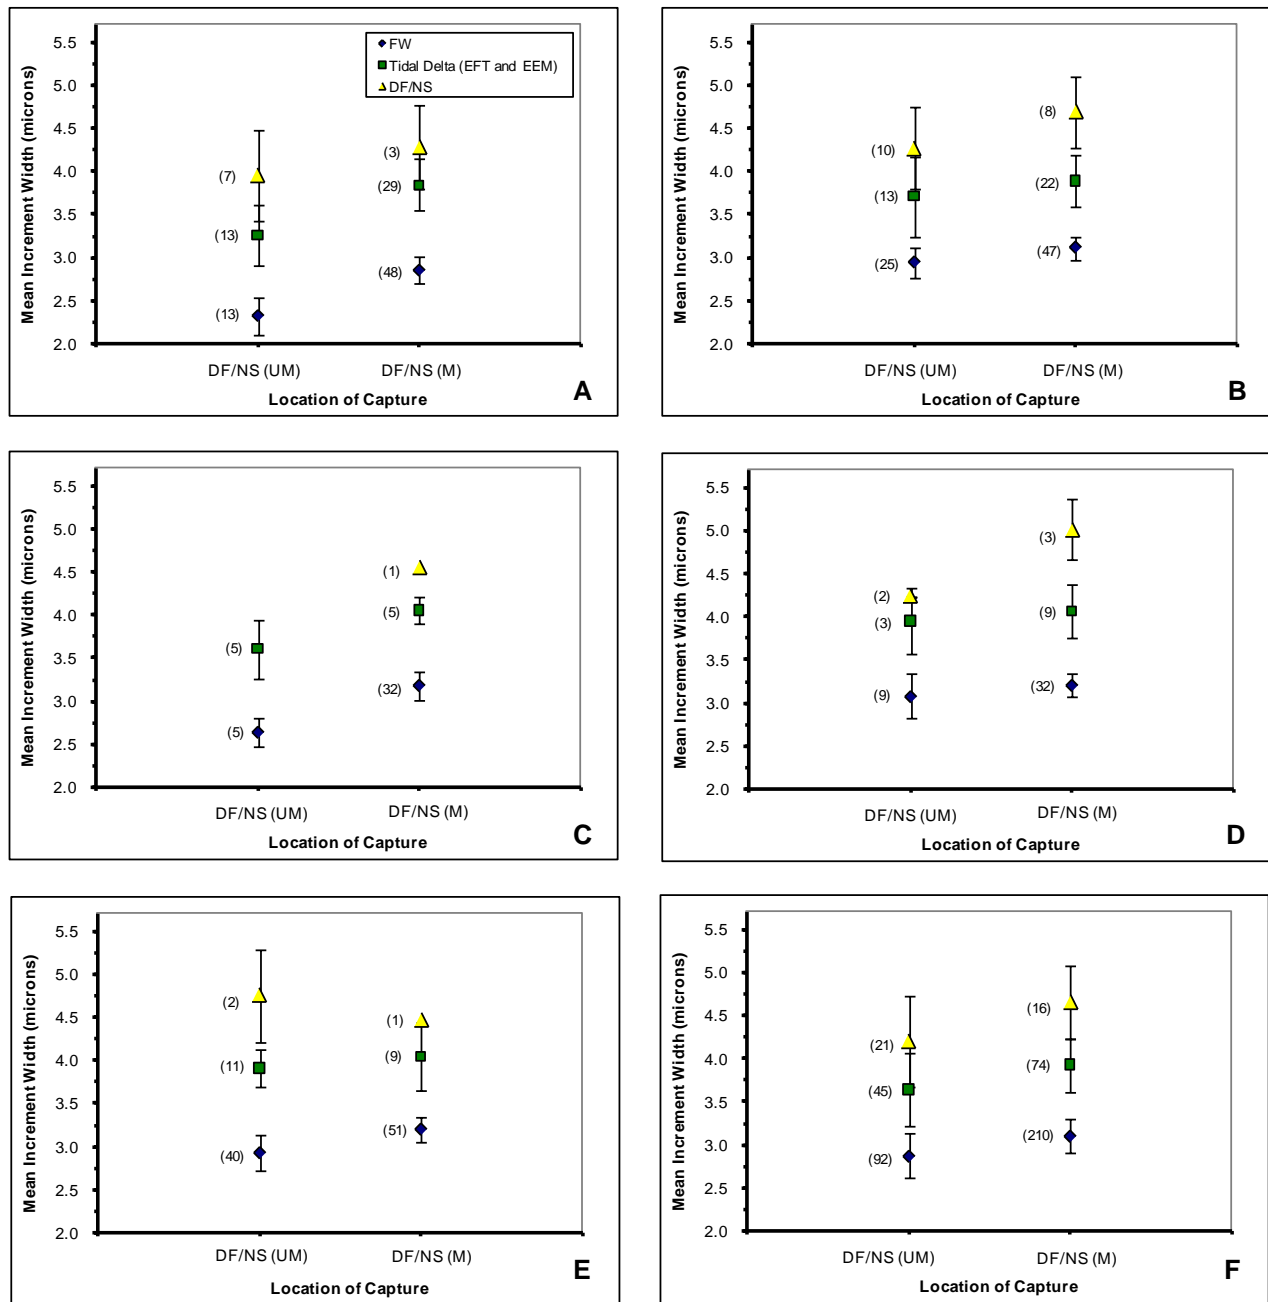 Mean Increment Width (microns)
5.5
5.0
4.5
4.0
3.5
3.0
2.5
2.0
FW
Tidal Delta (EFT and EEM)
DF/NS
(7)
(13)
(13)
(3)
(29)
(48)
DF/NS (UM)
DF/NS (M)
Location of Capture
A
Mean Increment Width (microns)
5.5
5.0
4.5
4.0
3.5
3.0
2.5
2.0
(10)
(13)
(25)
(8)
(22)
(47)
DF/NS (UM)
DF/NS (M)
Location of Capture
B
Mean Increment Width (microns)
5.5
5.0
4.5
4.0
3.5
3.0
2.5
2.0
(5)
(5)
(1)
(5)
(32)
DF/NS (UM)
DF/NS (M)
Location of Capture
C
Mean Increment Width (microns)
5.5
5.0
4.5
4.0
3.5
3.0
2.5
2.0
(2)
(3)
(9)
(3)
(9)
(32)
DF/NS (UM)
DF/NS (M)
Location of Capture
D
Mean Increment Width (microns)
5.5
5.0
4.5
4.0
3.5
3.0
2.5
2.0
(2)
(11)
(40)
(1)
(9)
(51)
DF/NS (UM)
DF/NS (M)
Location of Capture
E
Mean Increment Width (microns)
5.5
5.0
4.5
4.0
3.5
3.0
2.5
2.0
(21)
(45)
(92)
(16)
(74)
(210)
DF/NS (UM)
DF/NS (M)
Location of Capture
F